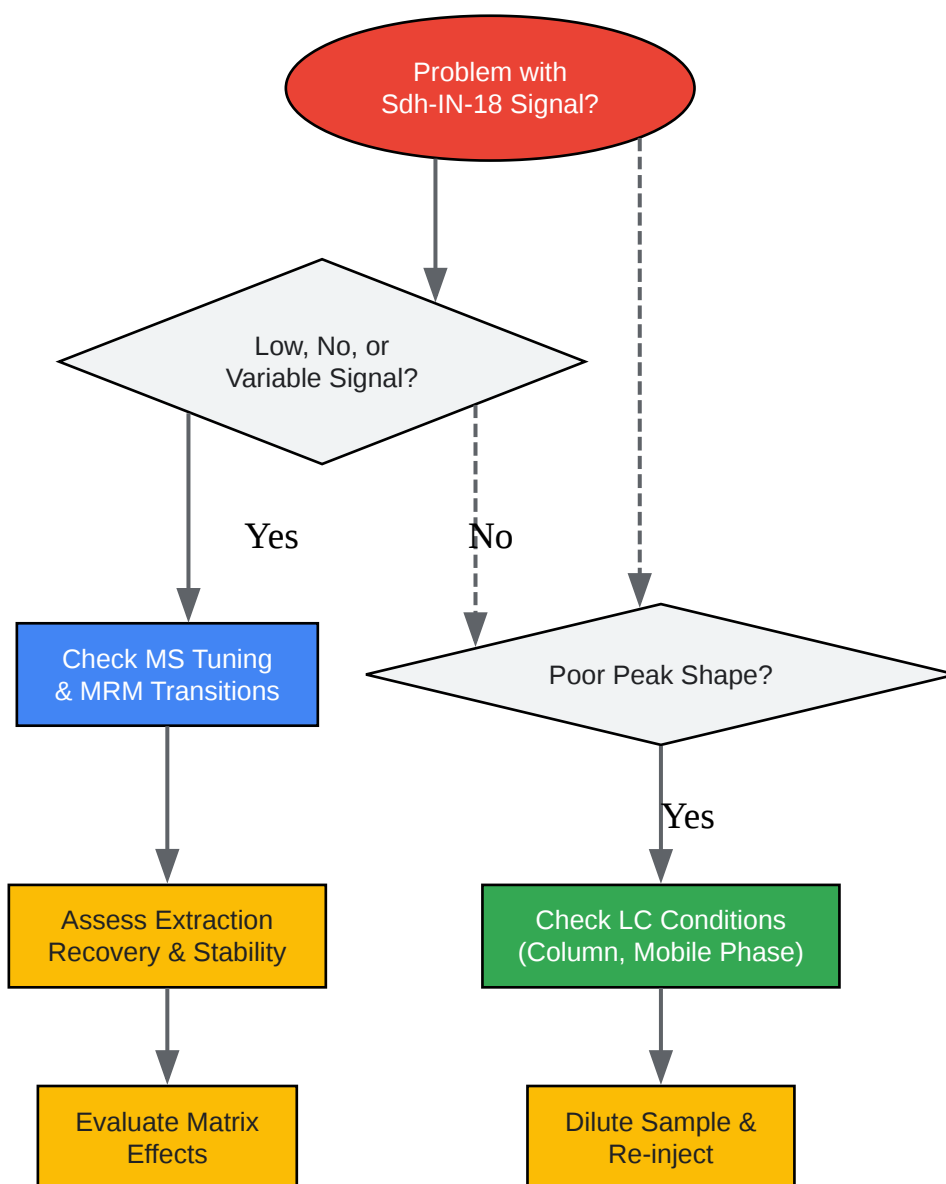 Problem with
Sdh-IN-18 Signal?
Low, No, or
Variable Signal?
Yes
No
Check MS Tuning
& MRM Transitions
Poor Peak Shape?
Yes
Assess Extraction
Recovery & Stability
Check LC Conditions
(Column, Mobile Phase)
Evaluate Matrix
Effects
Dilute Sample &
Re-inject